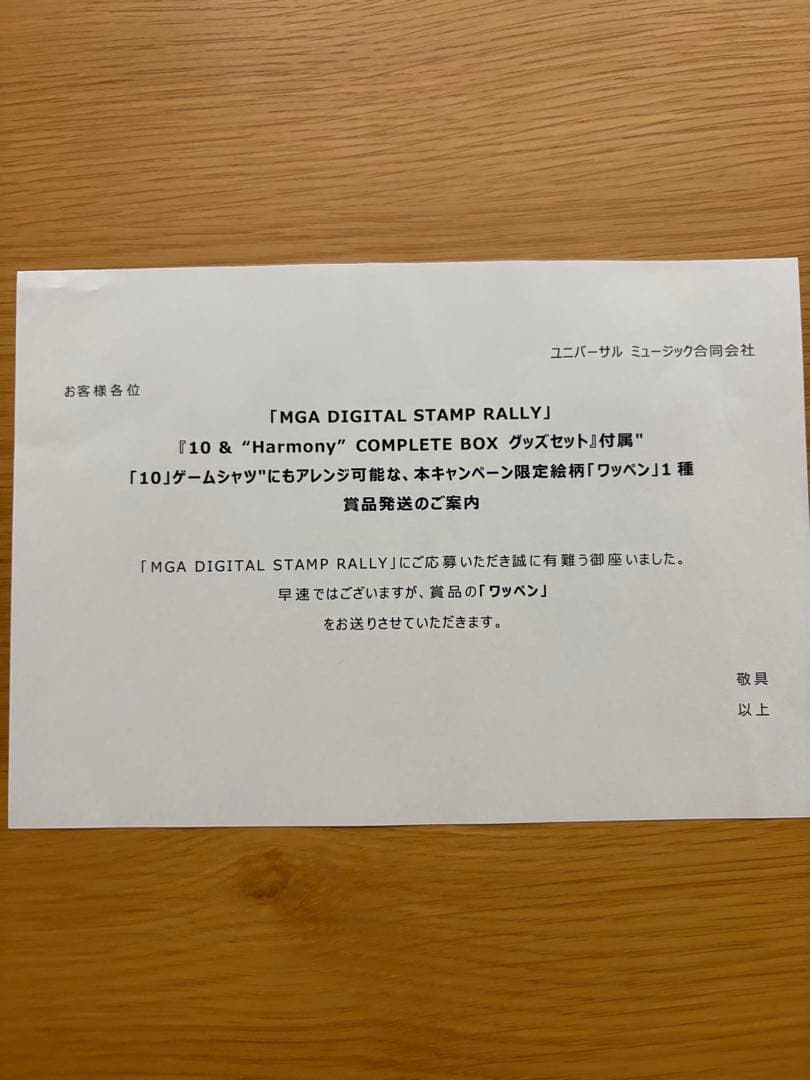 ユニバーサル ミュージック合同会社
お客様各位
「MGA DIGITAL STAMP RALLY」
『10 & “Harmony” COMPLETE BOX グッズセット』付属"
「10」ゲームシャツ"にもアレンジ可能な、本キャンペーン限定絵柄「ワッペン」1種
賞品発送のご案内
「MGA DIGITAL STAMP RALLY」にご応募いただき誠に有難う御座いました。
早速ではございますが、賞品の「ワッペン」
をお送りさせていただきます。
敬具
以上